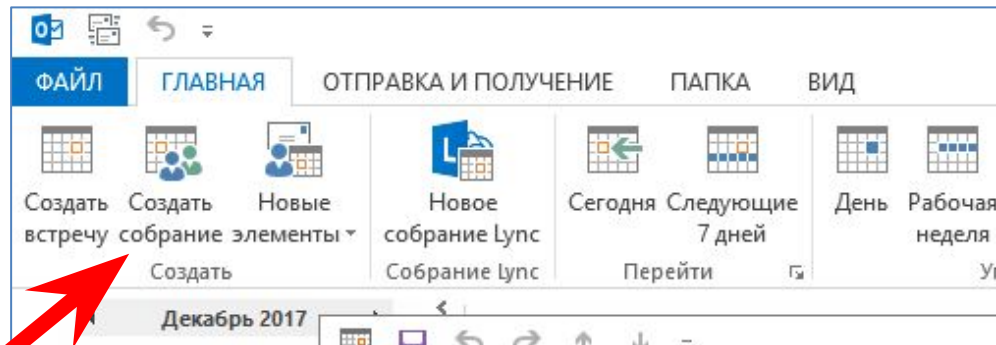 ФАЙЛ ГЛАВНАЯ ОТПРАВКА И ПОЛУЧЕНИЕ ПАПКА ВИД
Создать встречу
Создать собрание
Новые элементы
Новое собрание Lync
Сегодня
Следующие 7 дней
День
Рабочая неделя
Создать Собрание Lync Перейти
Декабрь 2017